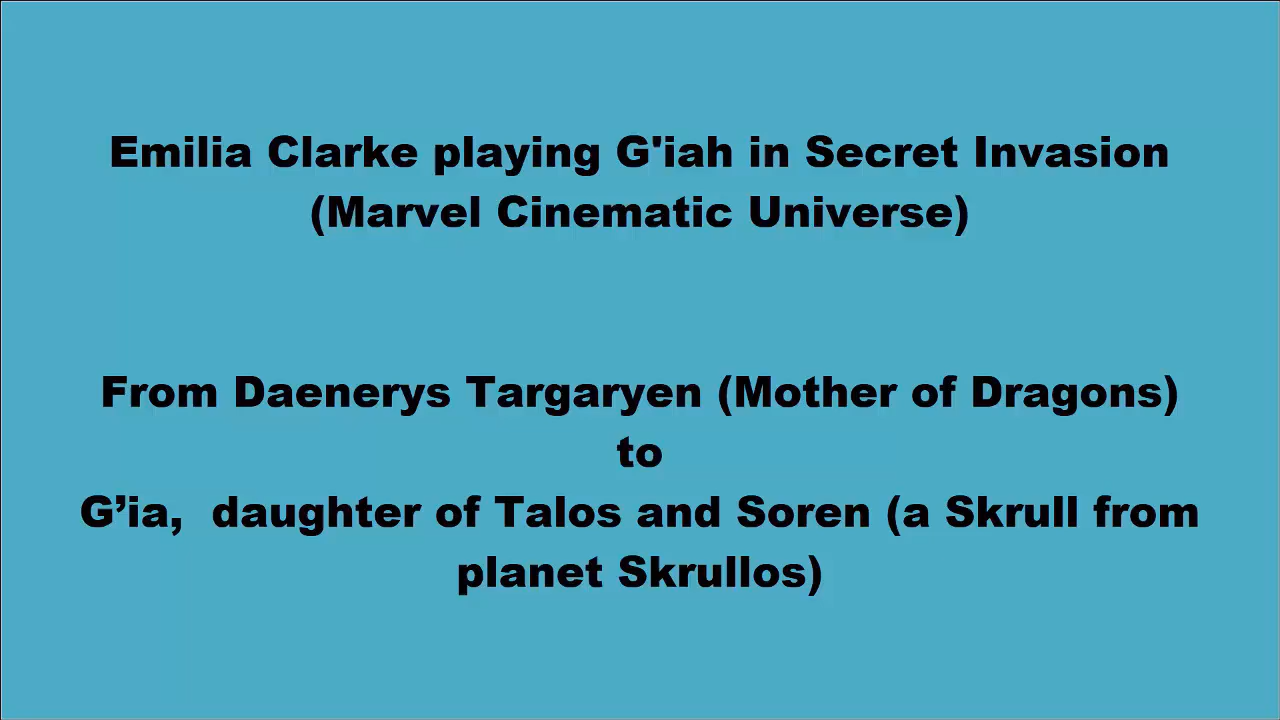 Emilia Clarke playing G'iah in Secret Invasion
(Marvel Cinematic Universe)
From Daenerys Targaryen (Mother of Dragons)
to
G’ia,  daughter of Talos and Soren (a Skrull from
planet Skrullos)